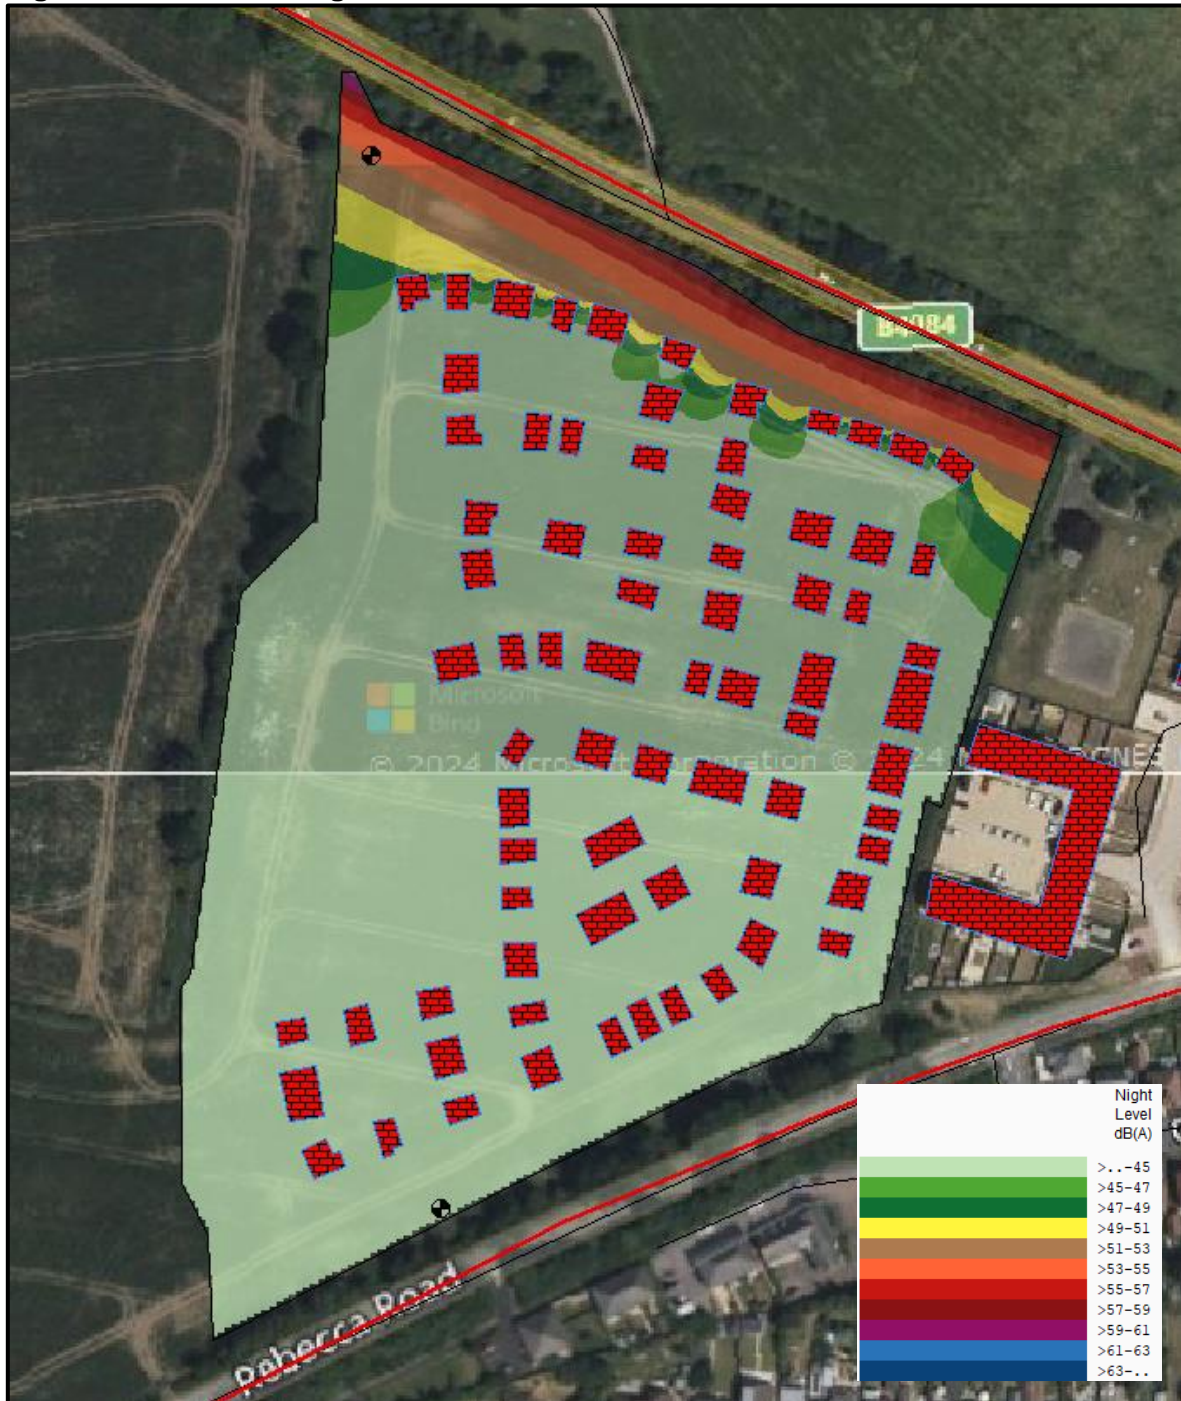 B4084
Microsoft
Bing
© 2024 Microsoft Corporation ©
Rebecca Road
Night
Level
dB(A)
>..-45
>45-47
>47-49
>49-51
>51-53
>53-55
>55-57
>57-59
>59-61
>61-63
>63-..